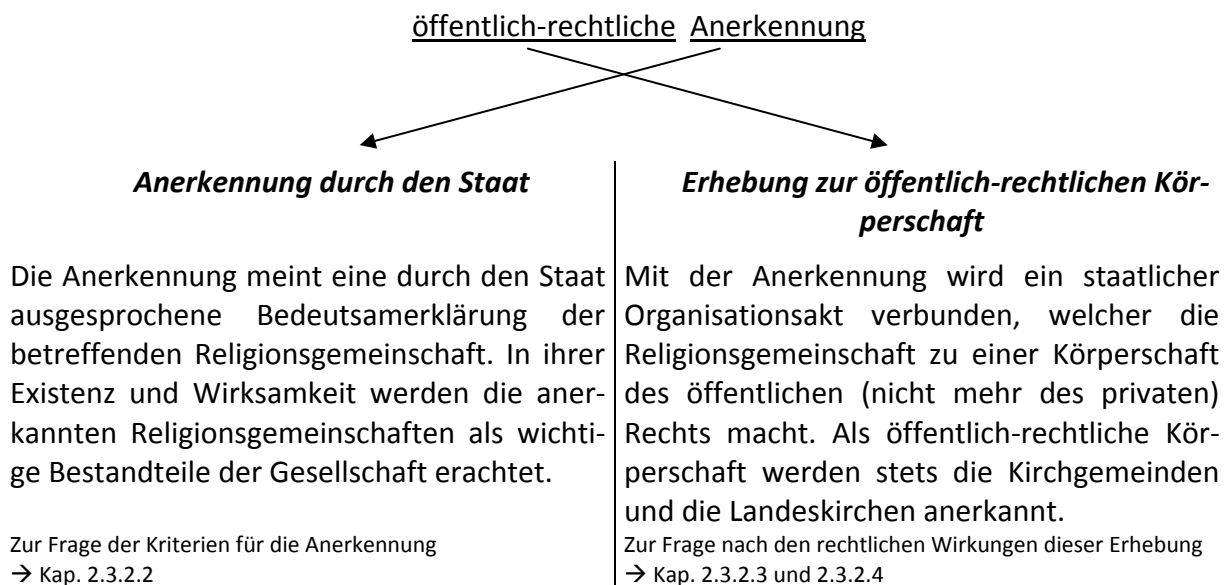 öffentlich-rechtliche Anerkennung
Anerkennung durch den Staat
Die Anerkennung meint eine durch den Staat
ausgesprochene Bedeutsamerklärung der
betreffenden Religionsgemeinschaft. In ihrer
Existenz und Wirksamkeit werden die aner-
kannten Religionsgemeinschaften als wichti-
ge Bestandteile der Gesellschaft erachtet.
Zur Frage der Kriterien für die Anerkennung
→ Kap. 2.3.2.2
Erhebung zur öffentlich-rechtlichen Kör-
perschaft
Mit der Anerkennung wird ein staatlicher
Organisationsakt verbunden, welcher die
Religionsgemeinschaft zu einer Körperschaft
des öffentlichen (nicht mehr des privaten)
Rechts macht. Als öffentlich-rechtliche Kör-
perschaft werden stets die Kirchgemeinden
und die Landeskirchen anerkannt.
Zur Frage nach den rechtlichen Wirkungen dieser Erhebung
→ Kap. 2.3.2.3 und 2.3.2.4